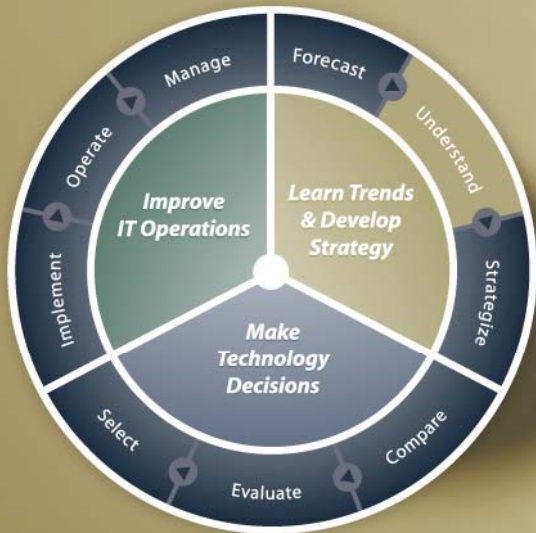 Forecast
Understand
Strategize
Compare
Evaluate
Select
Implement
Operate
Manage
Learn Trends
& Develop
Strategy
Make
Technology
Decisions
Improve
IT Operations